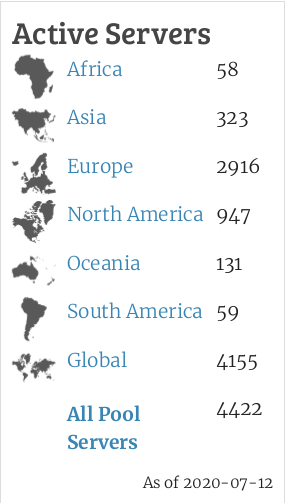 Active Servers
Africa 58
Asia 323
Europe 2916
North America 947
Oceania 131
South America 59
Global 4155
All Pool 4422
Servers
As of 2020-07-12